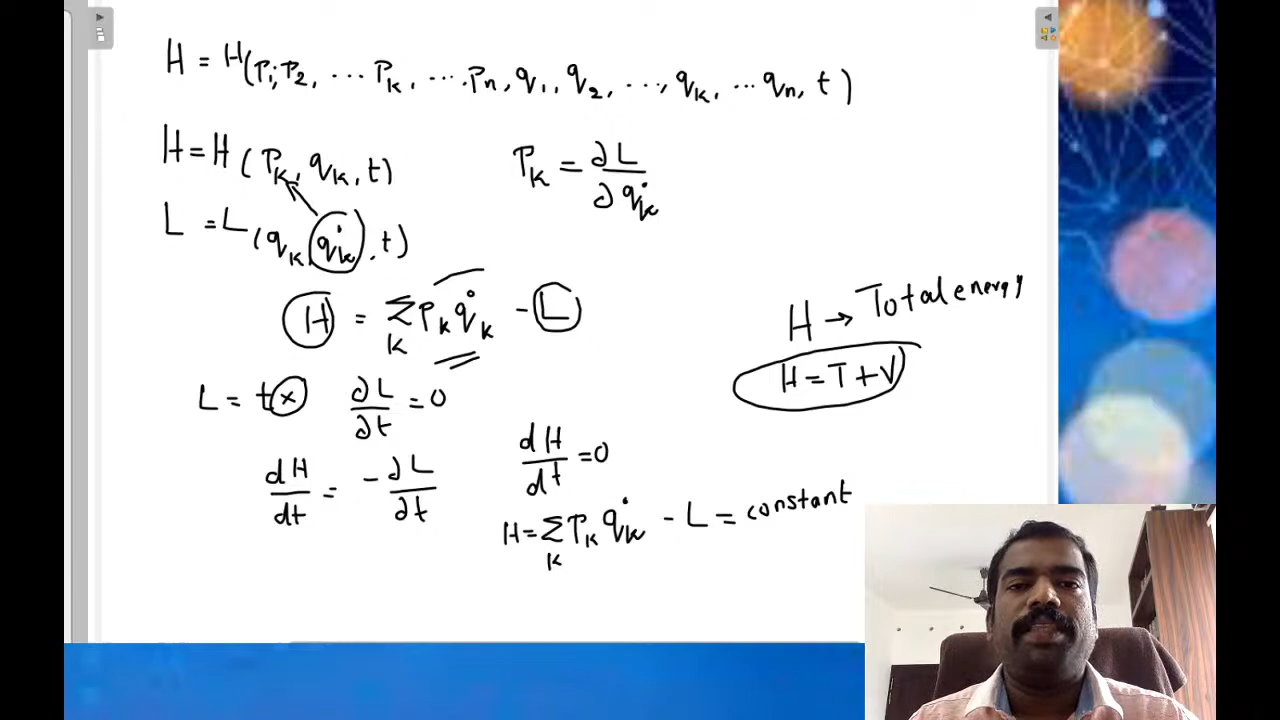 H = H(p₁, p₂, ... pₖ, ... pₙ, q₁, q₂, ..., qₖ, ... qₙ, t)
H = H (pₖ, qₖ, t)
pₖ = ∂L/∂q̇ₖ
L = L (qₖ, q̇ₖ, t)
H = Σₖ pₖ q̇ₖ - L
H → Total energy
H = T + V
L = t× ∂L/∂t = 0
dH/dt = - ∂L/∂t
dH/dt = 0
H = Σₖ pₖ q̇ₖ - L = constant